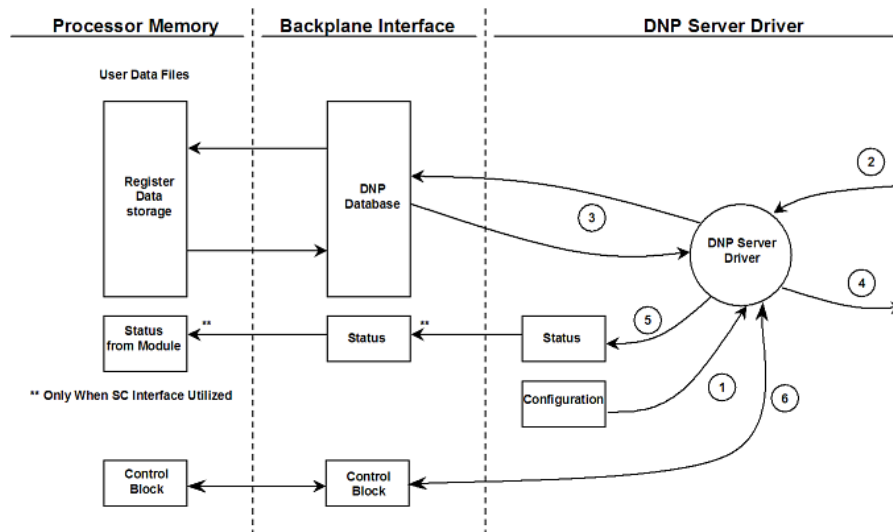 Processor Memory
Backplane Interface
DNP Server Driver
User Data Files
Register
Data
storage
DNP
Database
2
3
DNP Server
Driver
4
Status
from Module
**
Status
**
Status
5
** Only When SC Interface Utilized
Configuration
1
6
Control
Block
Control
Block